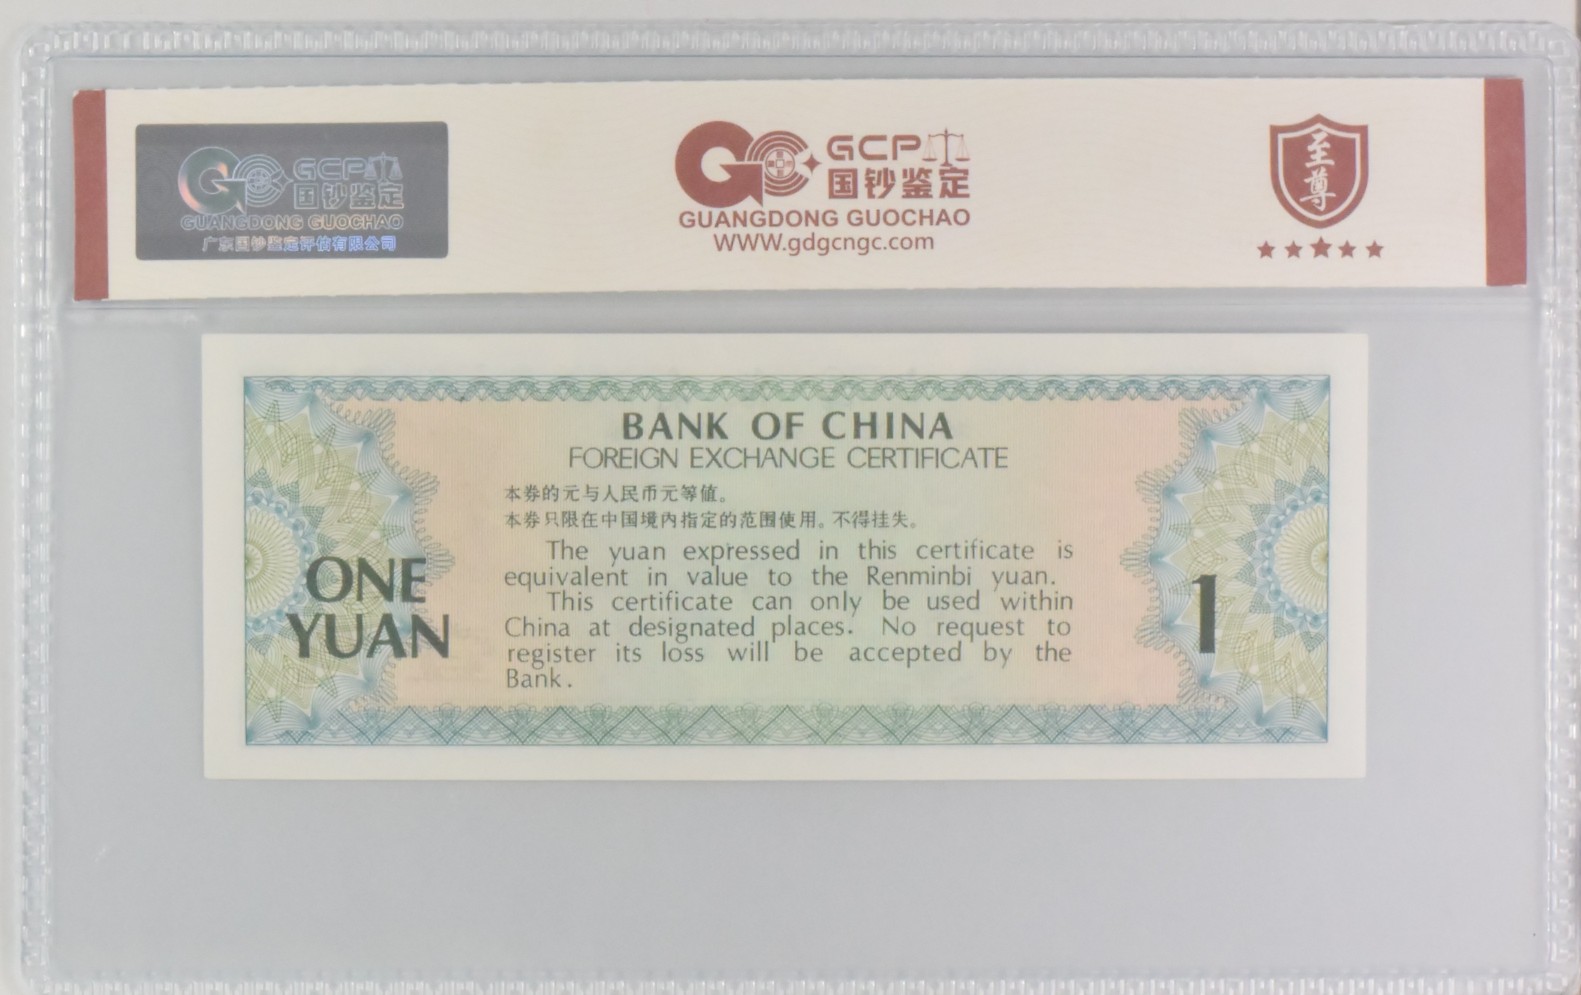 GCP
国钞鉴定
GUANGDONG GUOCHAO
广东国钞鉴定评估有限公司
GCP
国钞鉴定
GUANGDONG GUOCHAO
WWW.gdgcngc.com
至尊
BANK OF CHINA
FOREIGN EXCHANGE CERTIFICATE
本券的元与人民币元等值。
本券只限在中国境内指定的范围使用。不得挂失。
The yuan expressed in this certificate is
equivalent in value to the Renminbi yuan.
This certificate can only be used within
China at designated places. No request to
register its loss will be accepted by the
Bank.
ONE
YUAN
1